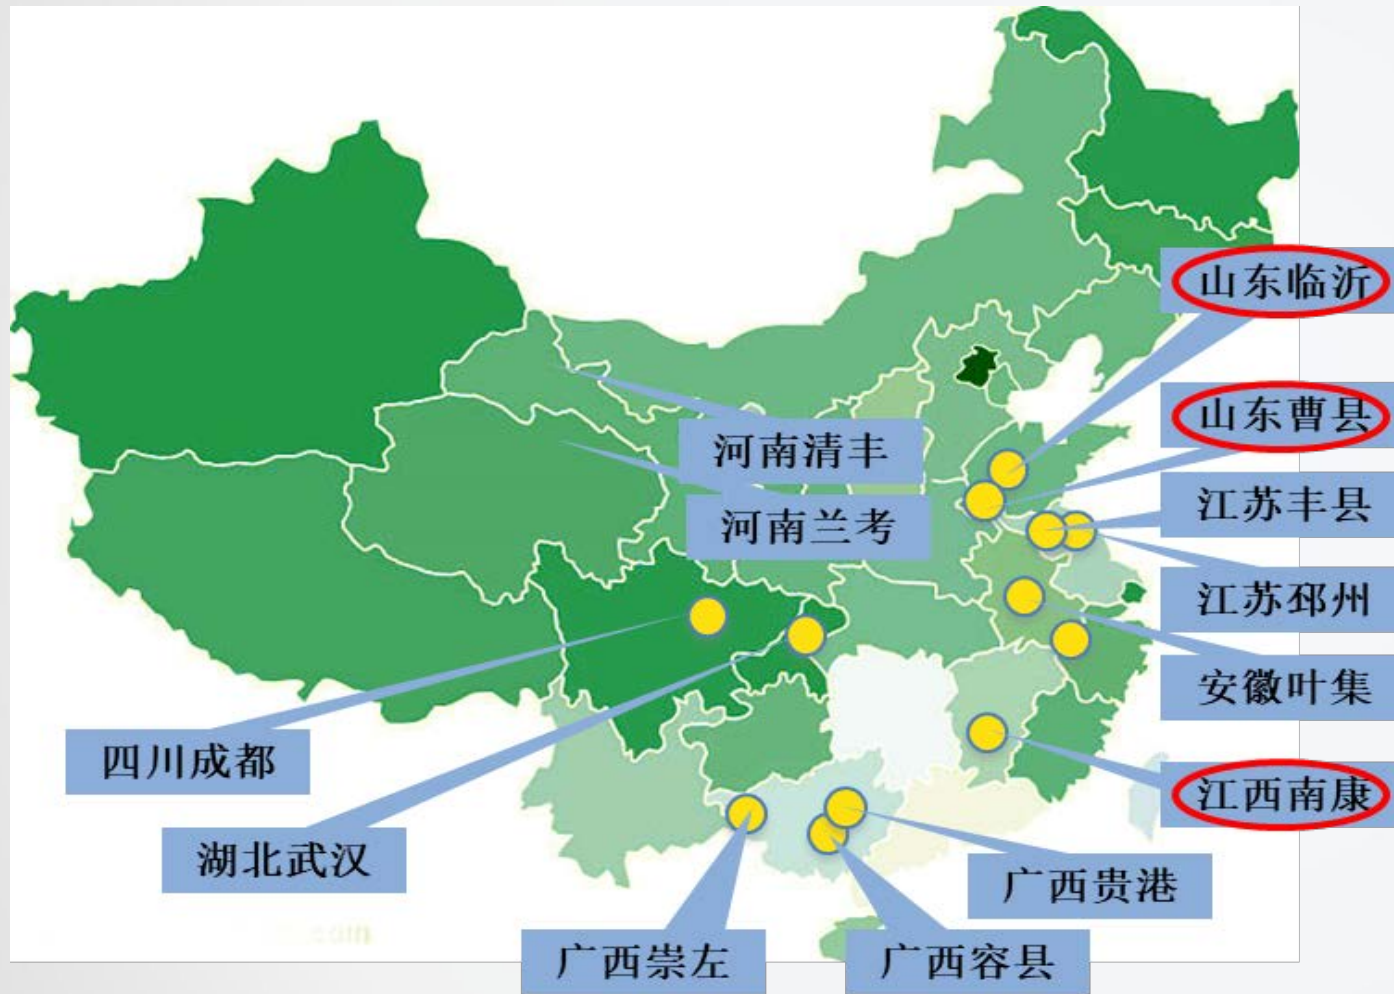 山东临沂
山东曹县
河南清丰
江苏丰县
河南兰考
江苏邳州
安徽叶集
四川成都
江西南康
湖北武汉
广西贵港
广西崇左
广西容县